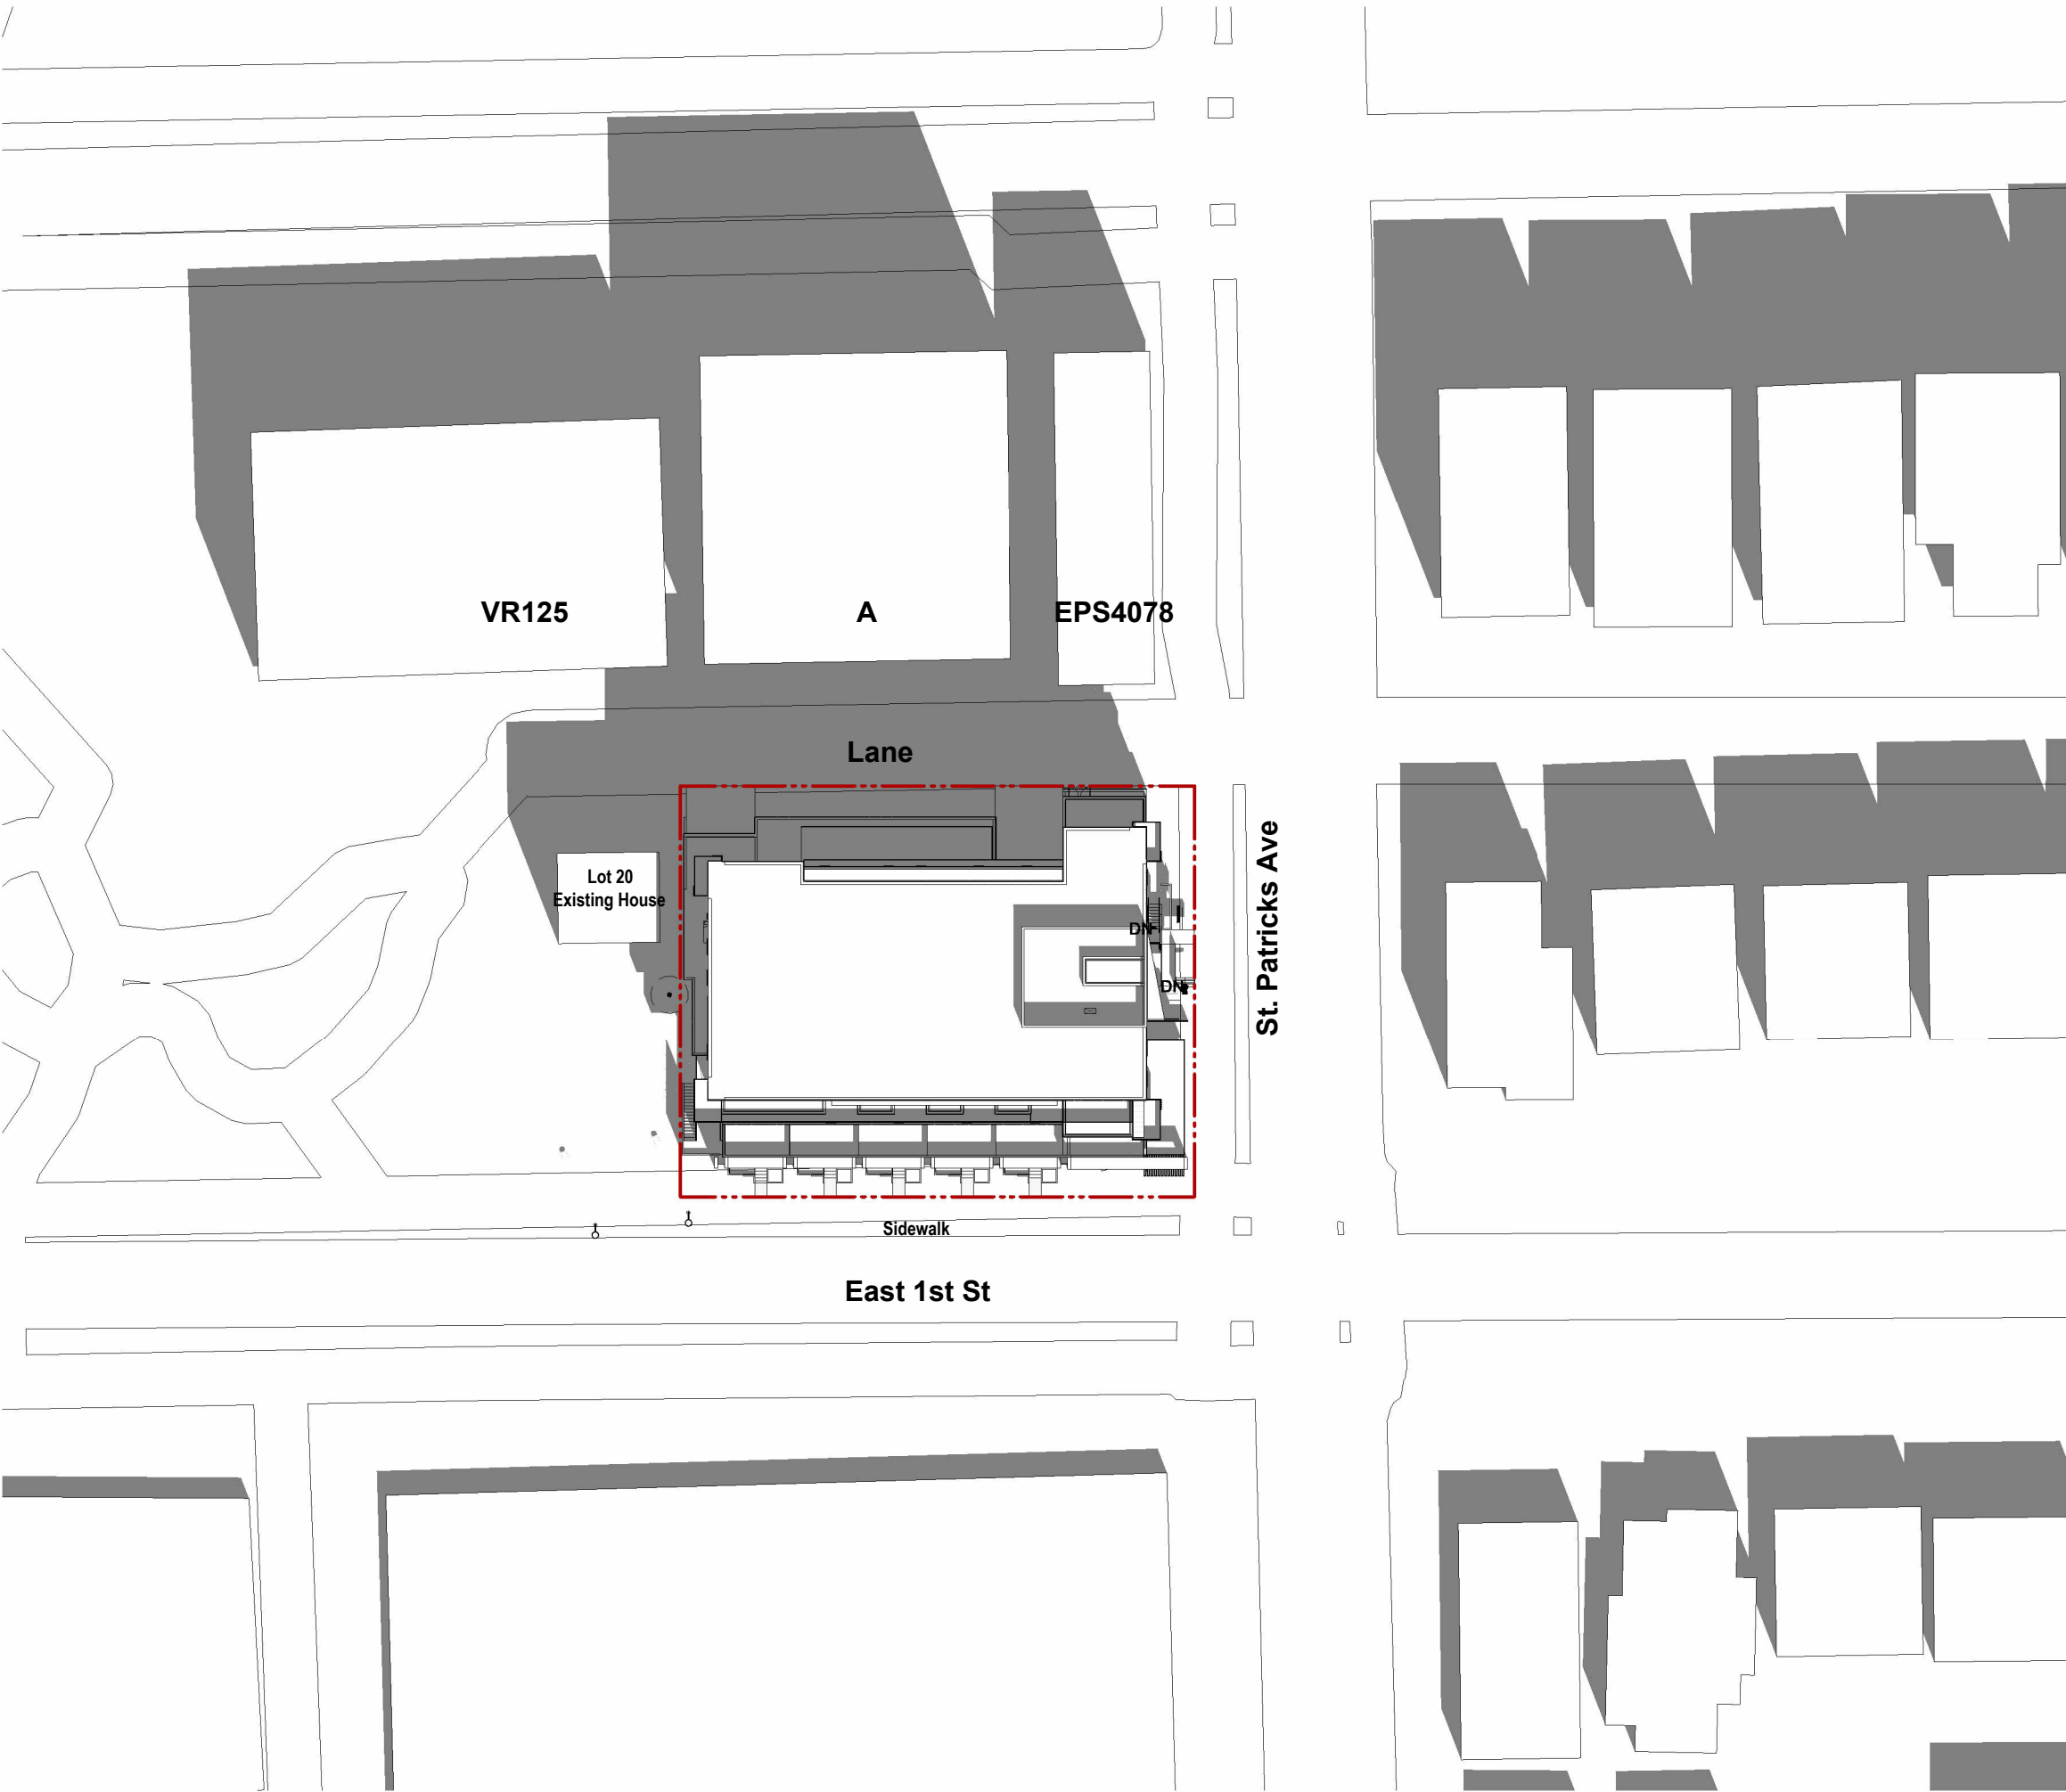 VR125
A
EPS4078
Lane
Lot 20
Existing House
DN
DN
St. Patricks Ave
Sidewalk
East 1st St